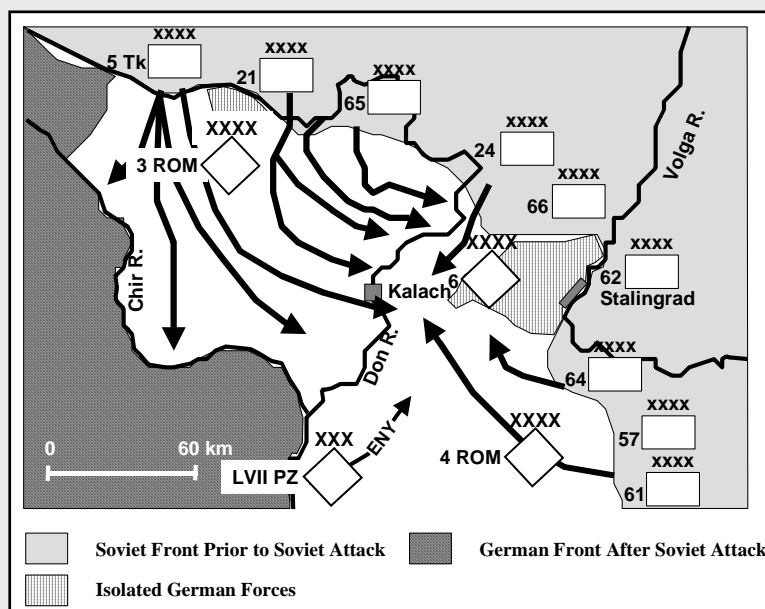 XXXX
5 Tk
XXXX
21
XXXX
65
XXXX
3 ROM
XXXX
24
XXXX
66
Volga R.
XXXX
6
XXXX
62
Stalingrad
Kalach
Chir R.
Don R.
XXXX
64
XXXX
57
XXXX
61
XXXX
4 ROM
XXX
LVII PZ
ENY
0 60 km
Soviet Front Prior to Soviet Attack
German Front After Soviet Attack
Isolated German Forces